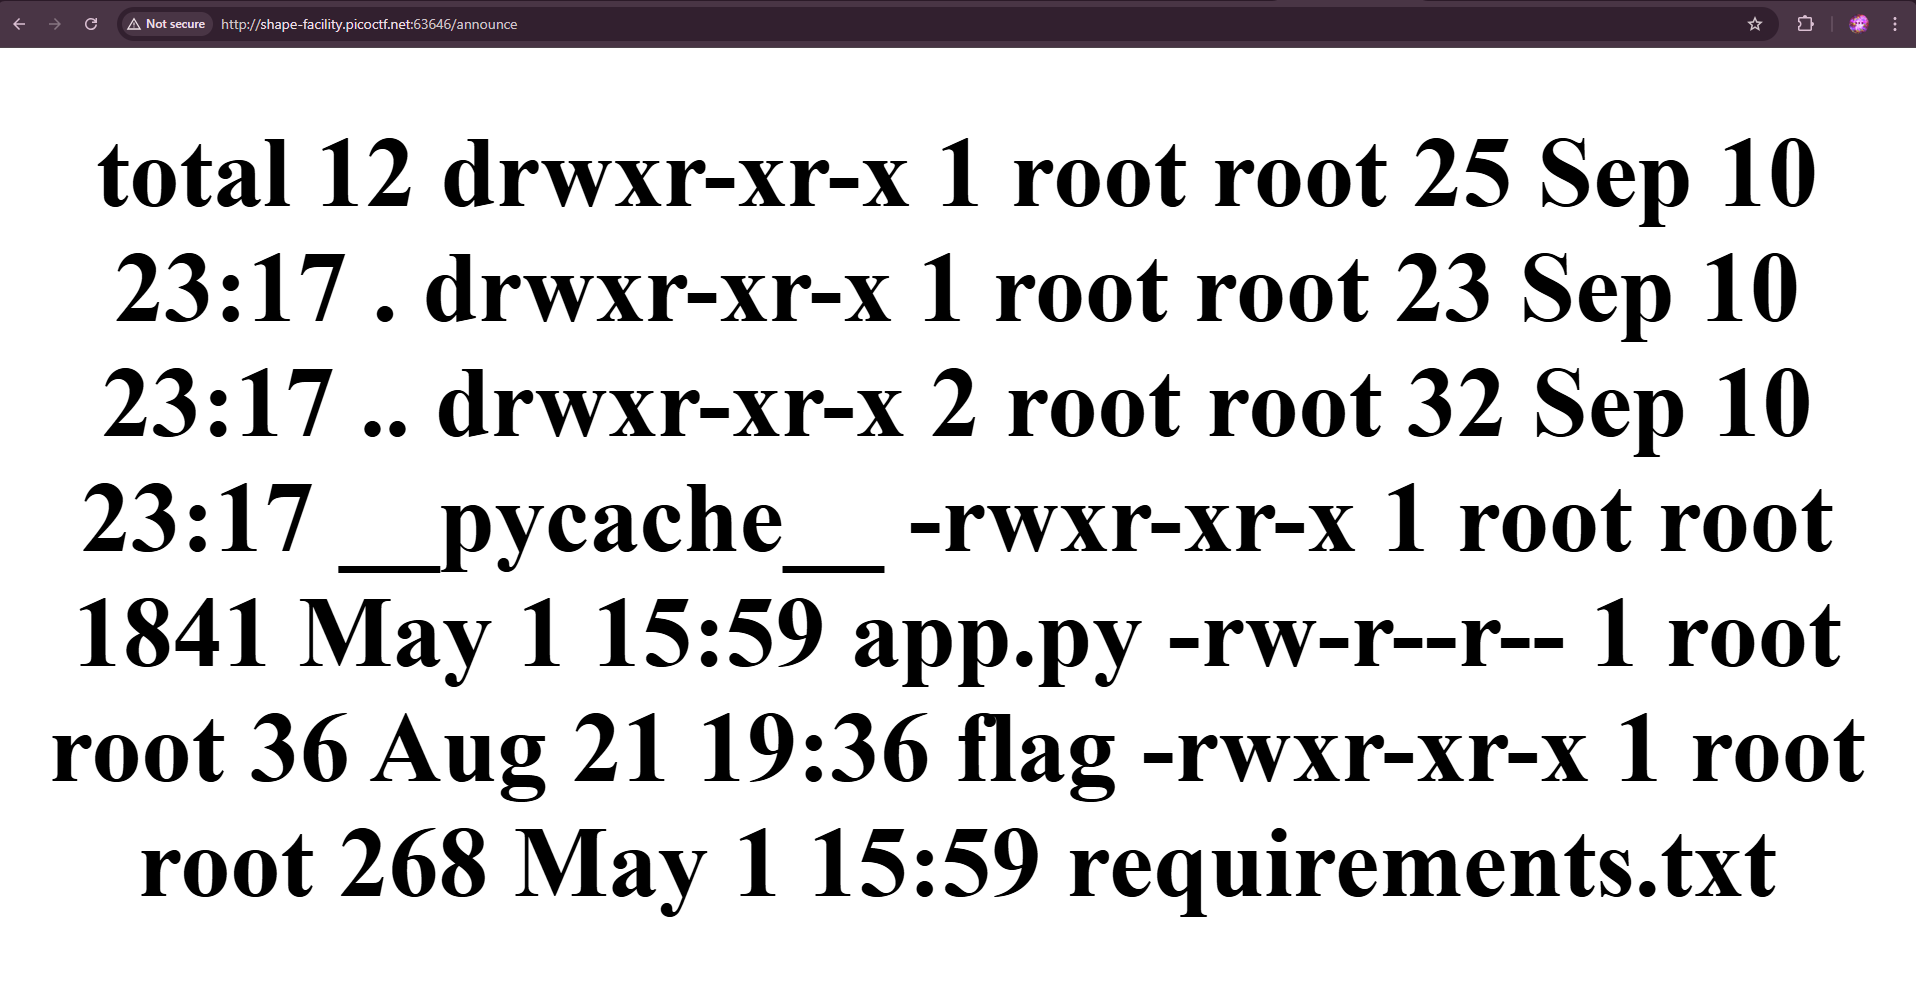 Not secure
http://shape-facility.picoctf.net:63646/announce
total 12 drwxr-xr-x 1 root root 25 Sep 10
23:17 . drwxr-xr-x 1 root root 23 Sep 10
23:17 .. drwxr-xr-x 2 root root 32 Sep 10
23:17 __pycache__ -rwxr-xr-x 1 root root
1841 May 1 15:59 app.py -rw-r--r-- 1 root
root 36 Aug 21 19:36 flag -rwxr-xr-x 1 root
root 268 May 1 15:59 requirements.txt